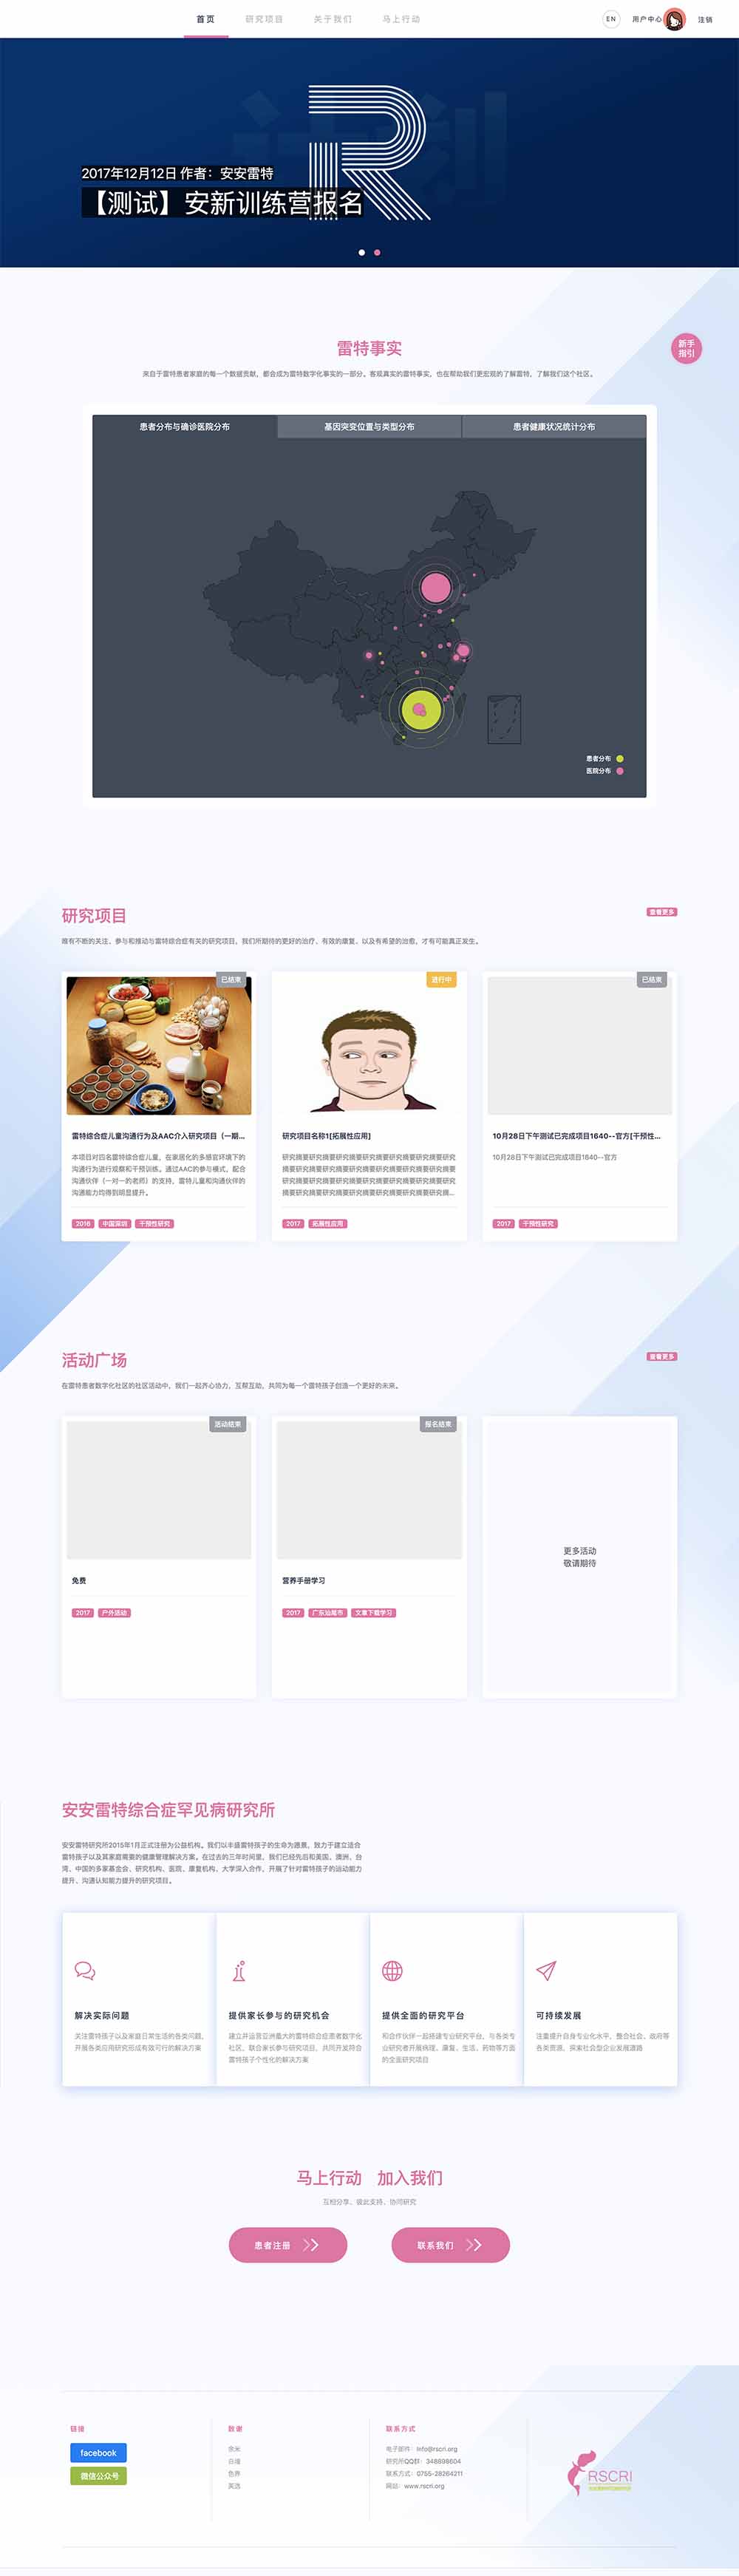 首页
研究项目
关于我们
马上行动
EN
用户中心
注销
计划
R
2017年12月12日 作者：安安雷特
【测试】安新训练营报名
雷特事实
新手
指引
来自于雷特患者家庭的每一个数据贡献，都会成为雷特数字化事实的一部分。客观真实的雷特事实，也在帮助我们更宏观的了解雷特，了解我们这个社区。
患者分布与确诊医院分布
基因突变位置与类型分布
患者健康状况统计分布
患者分布
医院分布
研究项目
查看更多
唯有不断的关注、参与和推动与雷特综合症有关的研究项目，我们所期待的更好的治疗、有效的康复、以及有希望的治愈，才有可能真正发生。
已结束
雷特综合症儿童沟通行为及AAC介入研究项目（一期...
本项目对四名雷特综合症儿童，在家居化的多感官环境下的
沟通行为进行观察和干预训练。通过AAC的参与模式，配合
沟通伙伴（一对一的老师）的支持，雷特儿童和沟通伙伴的
沟通能力均得到明显提升。
2016
中国深圳
干预性研究
进行中
研究项目名称1[拓展性应用]
研究摘要研究摘要研究摘要研究摘要研究摘要研究摘要研究
摘要研究摘要研究摘要研究摘要研究摘要研究摘要研究摘要
研究摘要研究摘要研究摘要研究摘要研究摘要研究摘要研究
摘要研究摘要研究摘要研究摘要研究摘要研究摘要研究摘...
2017
拓展性应用
已结束
10月28日下午测试已完成项目1640--官方[干预性...
10月28日下午测试已完成项目1640--官方
2017
干预性研究
活动广场
查看更多
在雷特患者数字化社区的社区活动中，我们一起齐心协力，互帮互助，共同为每一个雷特孩子创造一个更好的未来。
活动结束
免费
2017
户外活动
报名结束
营养手册学习
2017
广东汕尾市
文章下载学习
更多活动
敬请期待
安安雷特综合症罕见病研究所
安安雷特研究所2015年1月正式注册为公益机构。我们以丰盛雷特孩子的生命为愿景，致力于建立适合
雷特孩子以及其家庭需要的健康管理解决方案。在过去的三年时间里，我们已经先后和美国、澳洲、台
湾、中国的多家基金会、研究机构、医院、康复机构、大学深入合作，开展了针对雷特孩子的运动能力
提升、沟通认知能力提升的研究项目。
解决实际问题
关注雷特孩子以及家庭日常生活的各类问题，
开展各类应用研究形成有效可行的解决方案
提供家长参与的研究机会
建立并运营亚洲最大的雷特综合症患者数字化
社区，联合家长参与研究项目，共同开发符合
雷特孩子个性化的解决方案
提供全面的研究平台
和合作伙伴一起搭建专业研究平台，与各类专
业研究者开展病理、康复、生活、药物等方面
的全面研究项目
可持续发展
注重提升自身专业化水平，整合社会、政府等
各类资源，探索社会型企业发展道路
马上行动 加入我们
互相分享、彼此支持、协同研究
患者注册
联系我们
链接
facebook
微信公众号
致谢
余米
白瑾
色界
英选
联系方式
电子邮件：info@rscri.org
研究所QQ群：348698604
联系方式：0755-28264211
网站：www.rscri.org
RSCRI